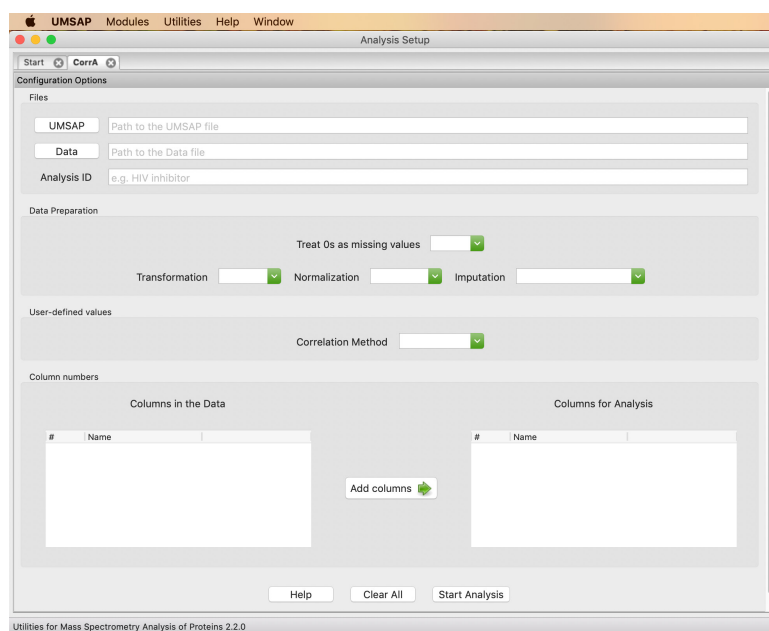 UMSAP Modules Utilities Help Window
Analysis Setup
Start CorrA
Configuration Options
Files
UMSAP Path to the UMSAP file
Data Path to the Data file
Analysis ID e.g. HIV inhibitor
Data Preparation
Treat 0s as missing values
Transformation Normalization Imputation
User-defined values
Correlation Method
Column numbers
Columns in the Data Columns for Analysis
# Name # Name
Add columns
Help Clear All Start Analysis
Utilities for Mass Spectrometry Analysis of Proteins 2.2.0